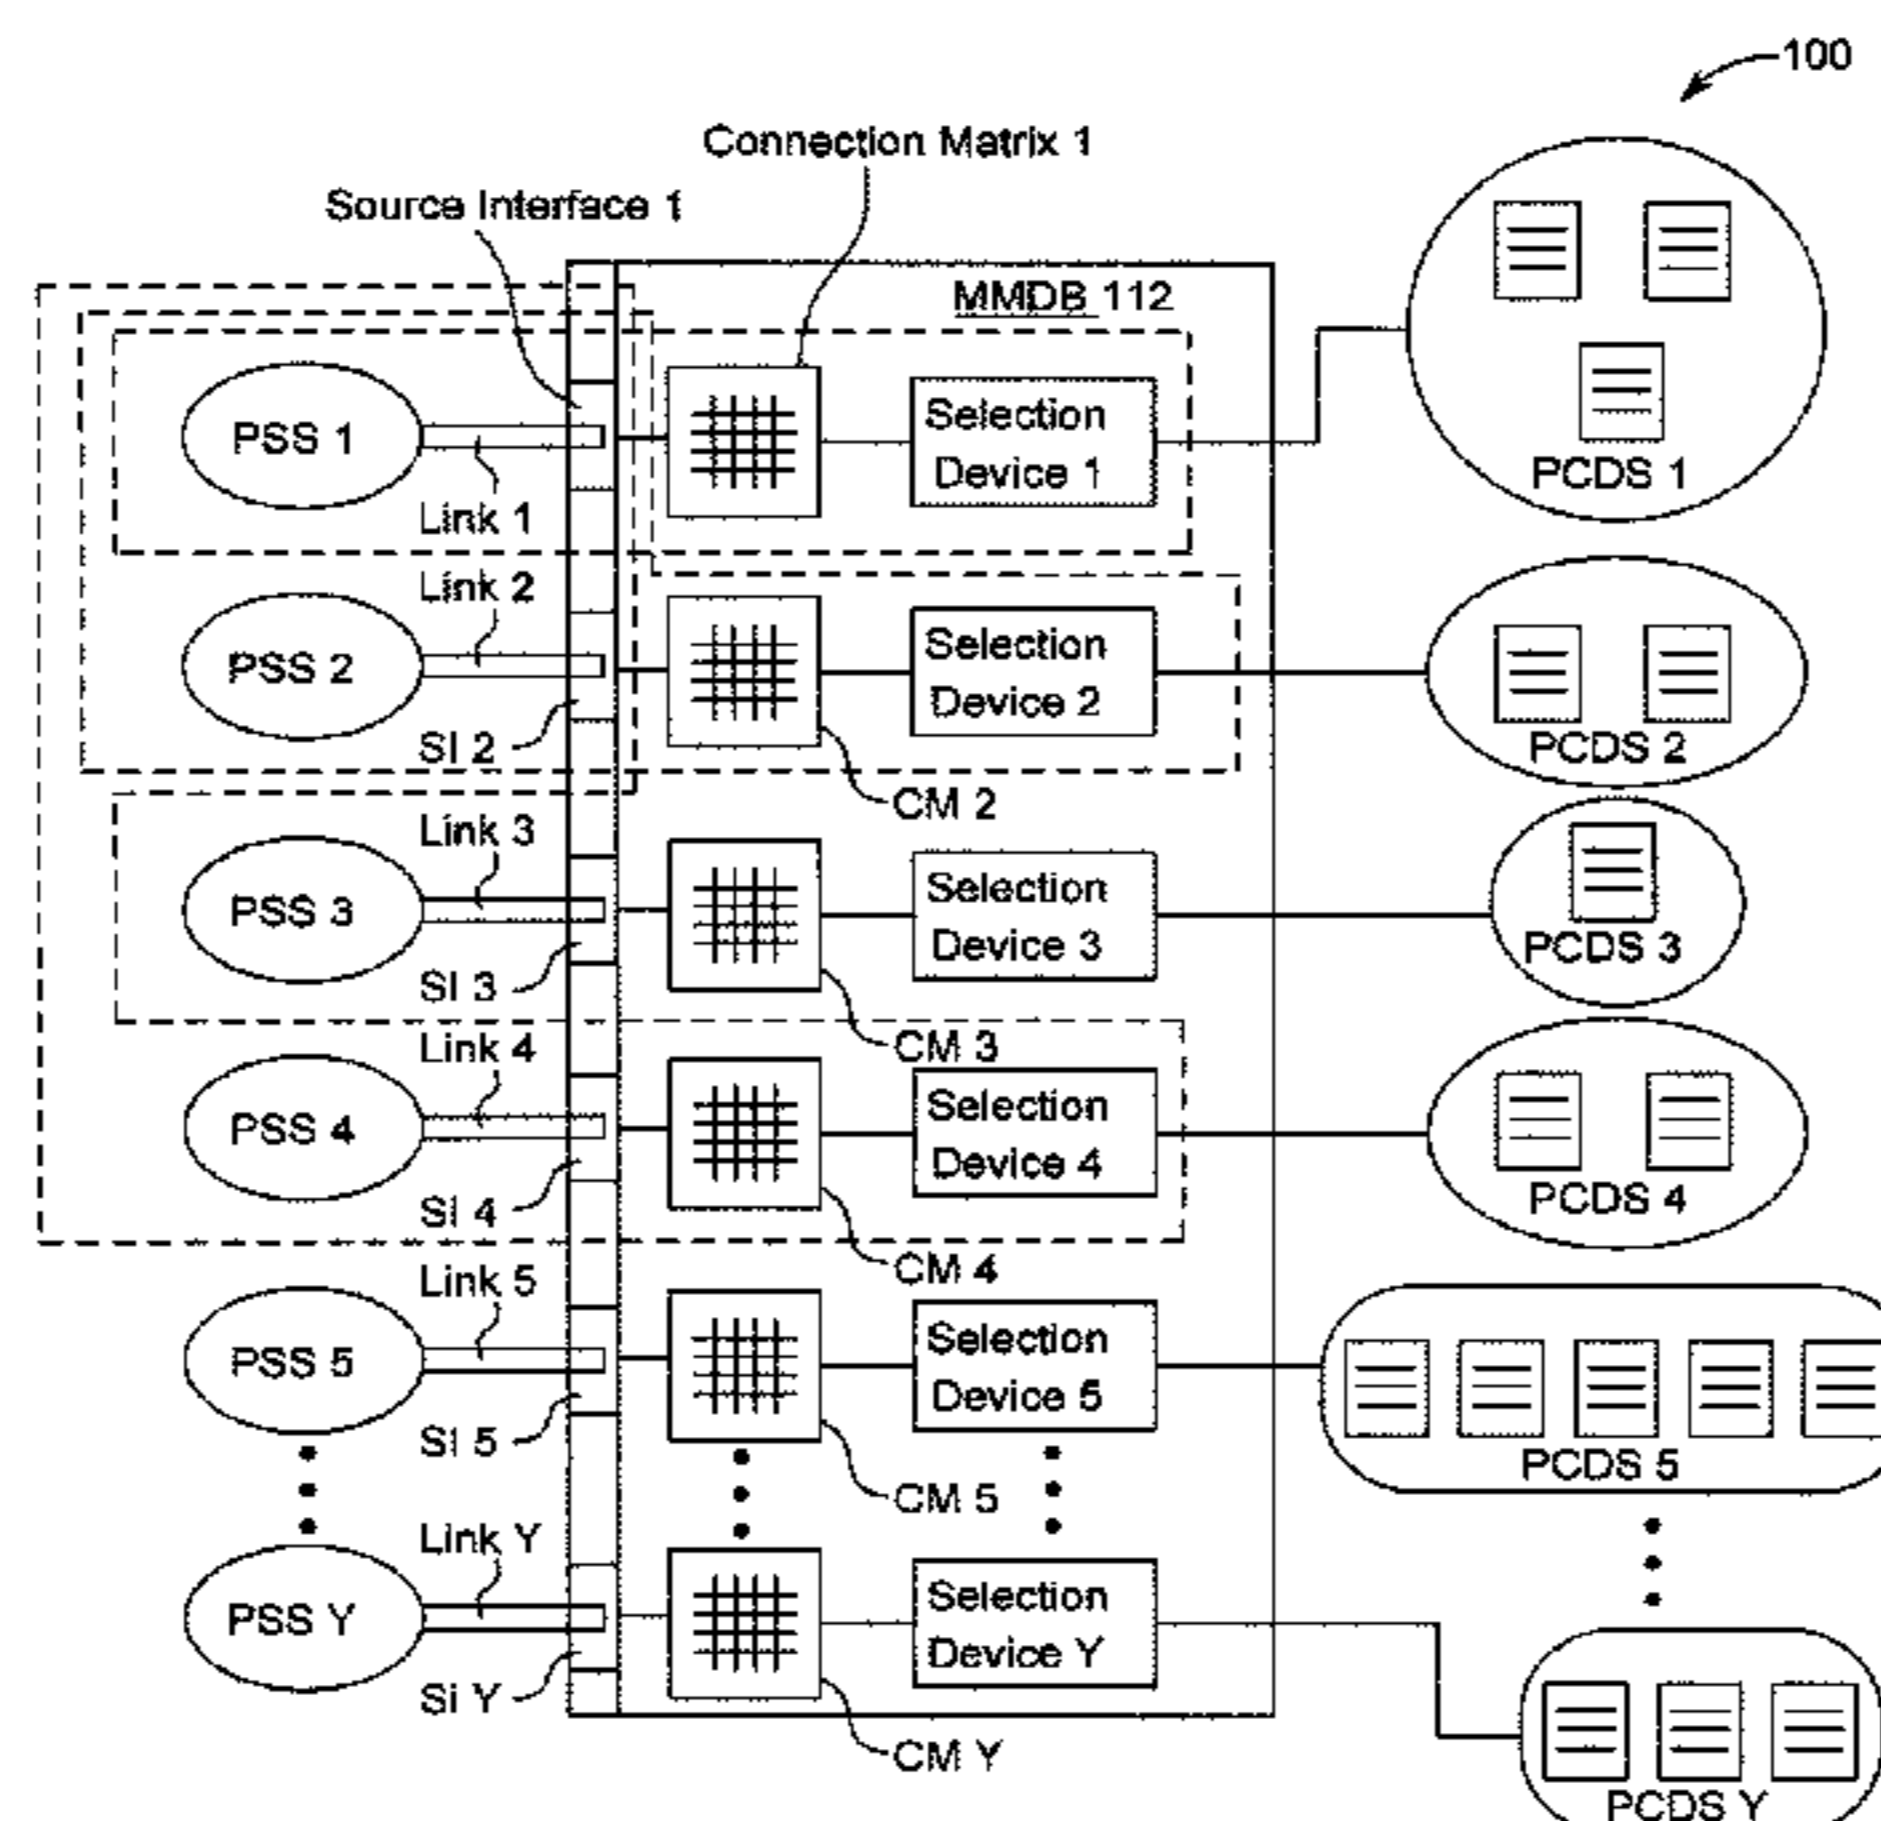 100
Connection Matrix 1
Source Interface 1
MMDB 112
PSS 1
Link 1
Selection
Device 1
PCDS 1
Link 2
PSS 2
SI 2
Selection
Device 2
CM 2
PCDS 2
Link 3
PSS 3
SI 3
Selection
Device 3
CM 3
PCDS 3
Link 4
PSS 4
SI 4
Selection
Device 4
CM 4
PCDS 4
Link 5
PSS 5
SI 5
Selection
Device 5
CM 5
PCDS 5
Link Y
PSS Y
Si Y
Selection
Device Y
CM Y
PCDS Y